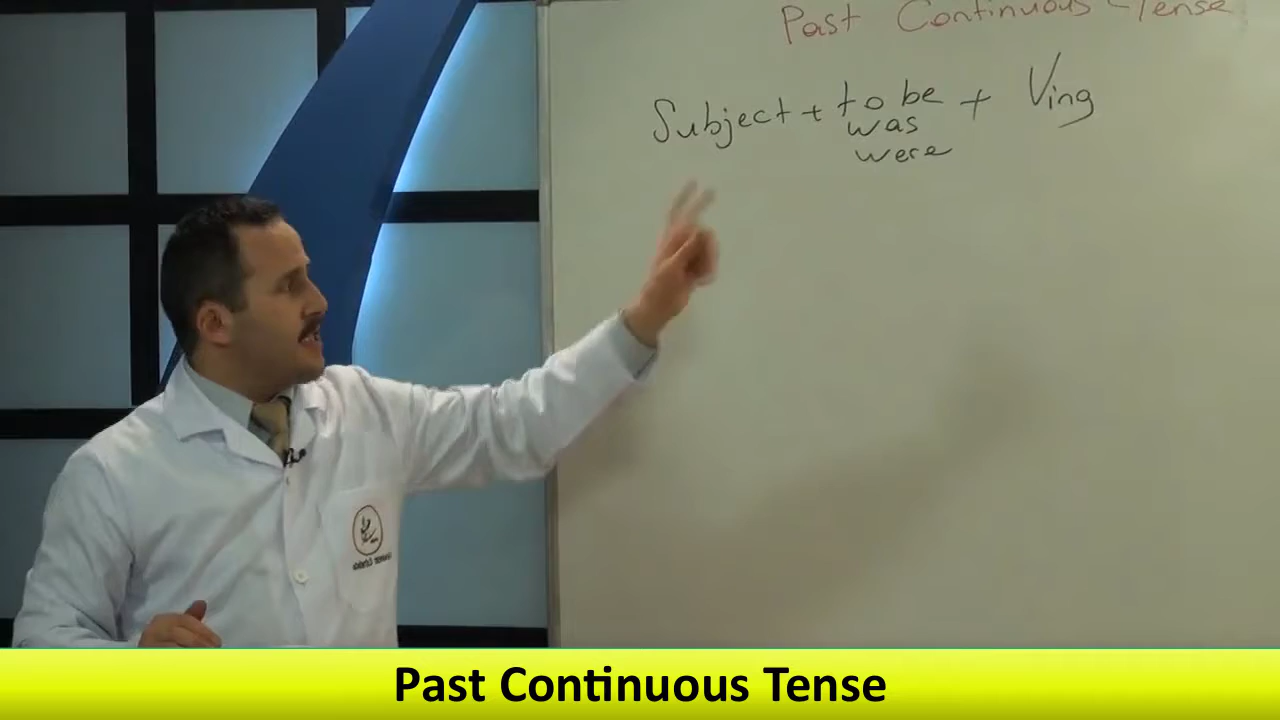 Past Continuous Tense
Subject + to be + Ving
was
were
Past Continuous Tense